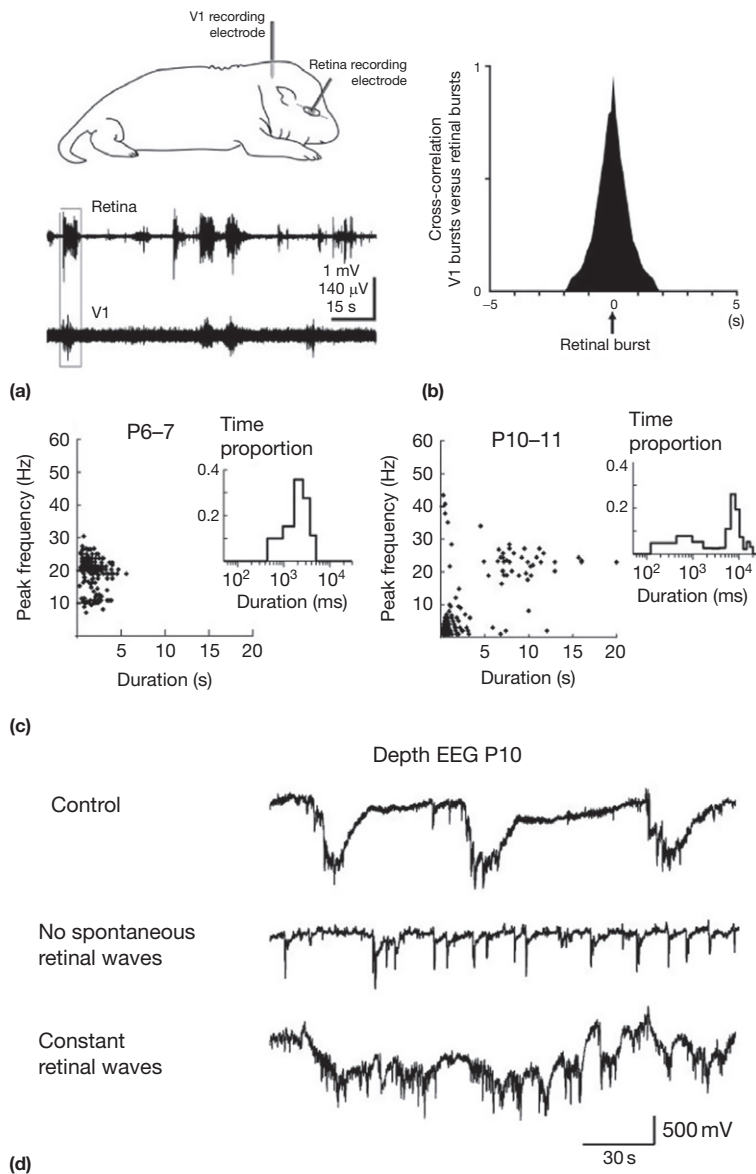 V1 recording
electrode
Retina recording
electrode
Retina
1 mV
140 µV
15 s
V1
(a)
1
Cross-correlation
V1 bursts versus retinal bursts
0
–5
0
5
(s)
Retinal burst
(b)
P6–7
Peak frequency (Hz)
60
50
40
30
20
10
5
10
15
20
Duration (s)
Time
proportion
0.4
0.2
10²
10³
10⁴
Duration (ms)
P10–11
Peak frequency (Hz)
60
50
40
30
20
10
5
10
15
20
Duration (s)
Time
proportion
0.4
0.2
10²
10³
10⁴
Duration (ms)
(c)
Depth EEG P10
Control
No spontaneous
retinal waves
Constant
retinal waves
500 mV
30 s
(d)